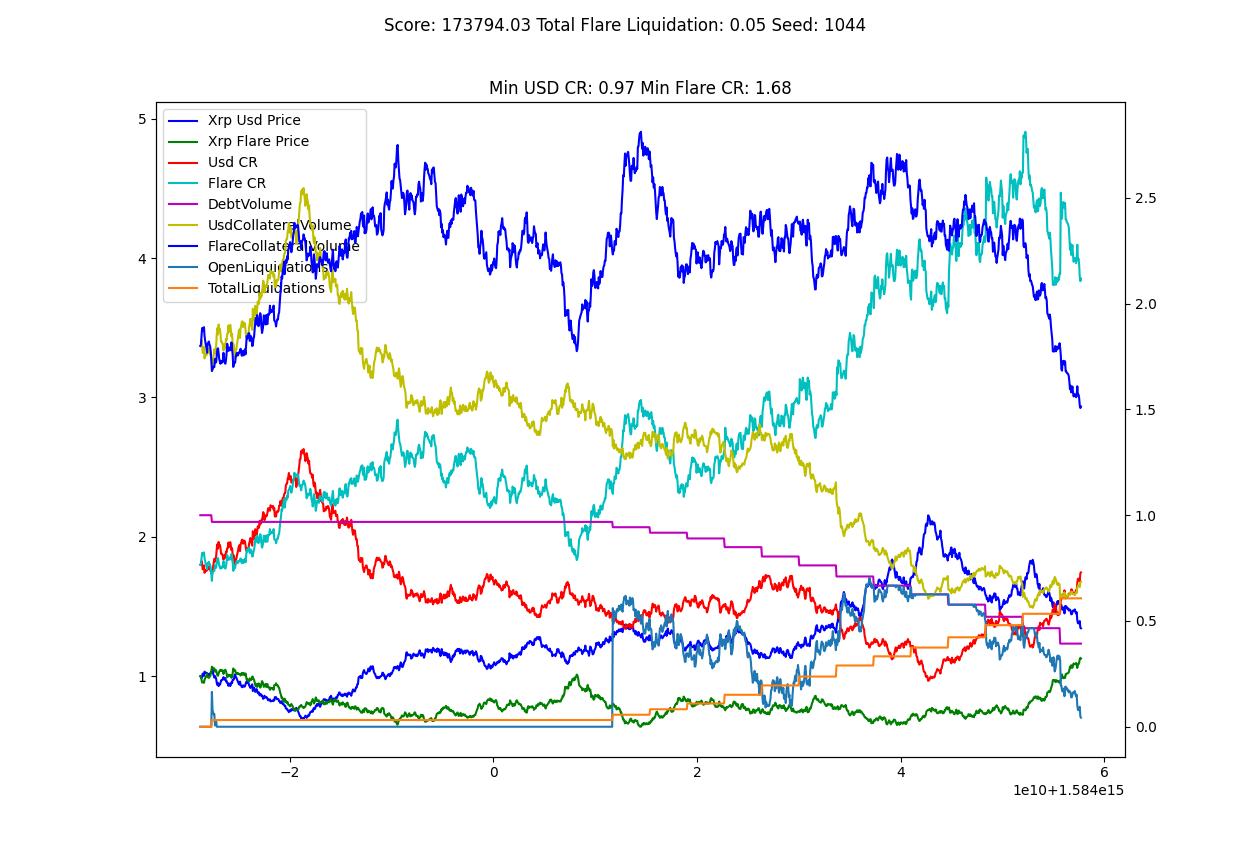 Score: 173794.03 Total Flare Liquidation: 0.05 Seed: 1044
Min USD CR: 0.97 Min Flare CR: 1.68
Xrp Usd Price
Xrp Flare Price
Usd CR
Flare CR
DebtVolume
UsdCollateralVolume
FlareCollateralVolume
OpenLiquidations
TotalLiquidations
5
4
3
2
1
2.5
2.0
1.5
1.0
0.5
0.0
−2
0
2
4
6
1e10+1.584e15